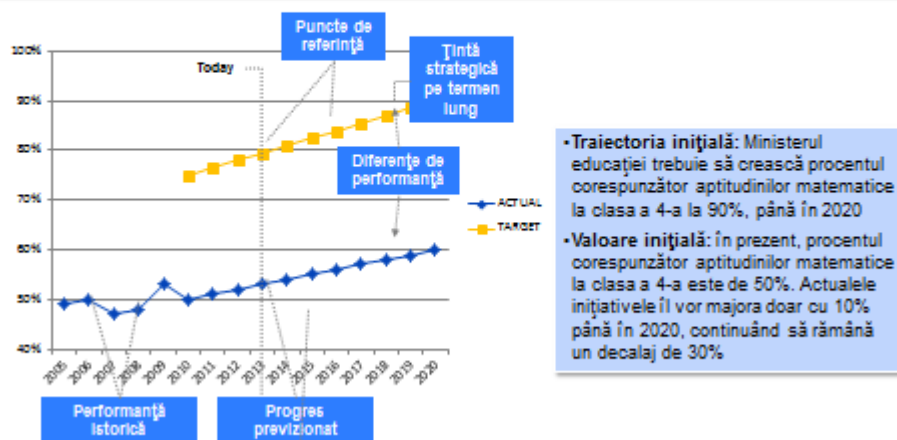 Puncte de
referinţă
100%
Today
Ţintă
strategică
pe termen
lung
90%
80%
Diferenţe de
performanţă
70%
ACTUAL
TARGET
60%
50%
40%
2005 2006 2007 2008 2009 2010 2011 2012 2013 2014 2015 2016 2017 2018 2019 2020
Performanţă
istorică
Progres
previzionat
•Traiectoria iniţială: Ministerul
educaţiei trebuie să crească procentul
corespunzător aptitudinilor matematice
la clasa a 4-a la 90%, până în 2020
•Valoare iniţială: în prezent, procentul
corespunzător aptitudinilor matematice
la clasa a 4-a este de 50%. Actualele
iniţiativele îl vor majora doar cu 10%
până în 2020, continuând să rămână
un decalaj de 30%